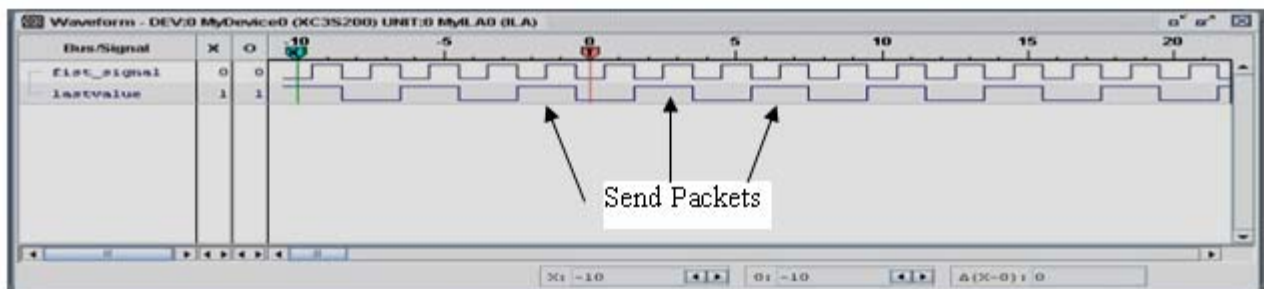 Waveform - DEV:0 MyDevice0 (XC3S200) UNIT:0 MyILA0 (ILA)
Bus/Signal X O -10 -5 0 5 10 15 20
X T
fist_signal 0 0
lastvalue 1 1
Send Packets
X: -10 O: -10 Δ(X-O): 0